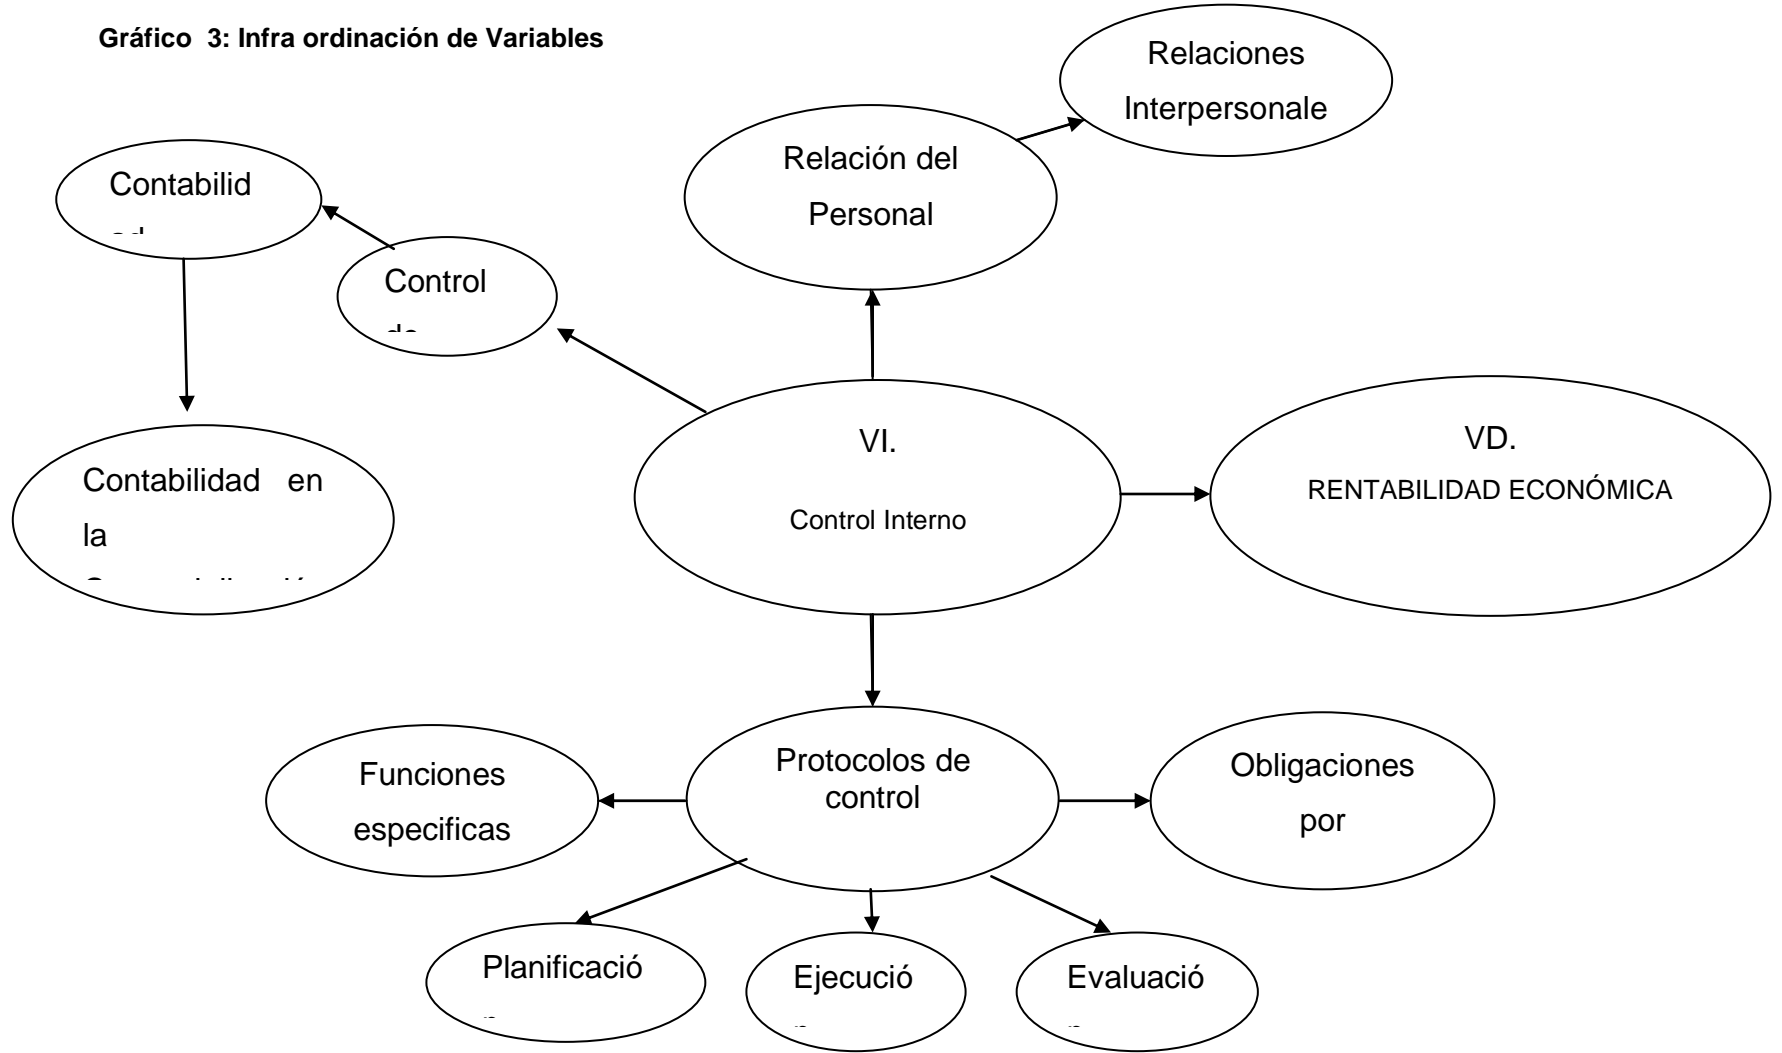 Gráfico 3: Infra ordinación de Variables
Relaciones
Interpersonale
Relación del
Personal
Contabilid
Control
VI.
Control Interno
VD.
RENTABILIDAD ECONÓMICA
Contabilidad en
la
Protocolos de
control
Funciones
especificas
Obligaciones
por
Planificació
Ejecució
Evaluació